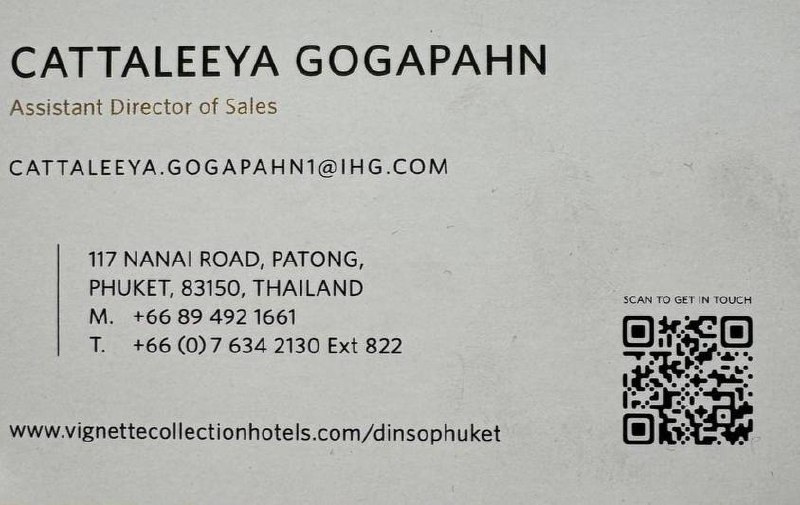 CATTALEEYA GOGAPAHN
Assistant Director of Sales
CATTALEEYA.GOGAPAHN1@IHG.COM
117 NANAI ROAD, PATONG,
PHUKET, 83150, THAILAND
M. +66 89 492 1661
T. +66 (0) 7 634 2130 Ext 822
SCAN TO GET IN TOUCH
www.vignettecollectionhotels.com/dinsophuket